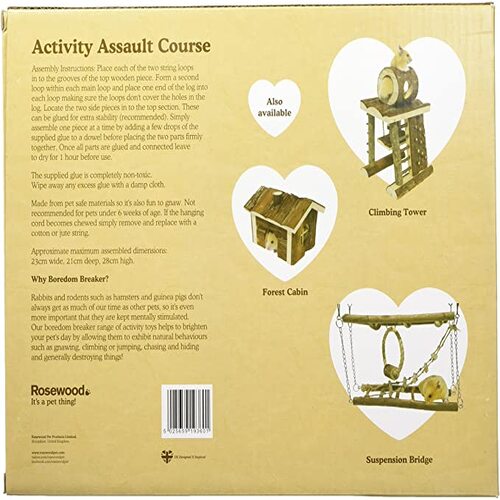 Activity Assault Course
Assembly Instructions: Place each of the two string loops
in to the grooves of the top wooden piece. Form a second
loop within each main loop and place one end of the log into
each loop making sure the loops don't cover the holes in the
log. Locate the two side pieces in to the top section. These
can be glued for extra stability (recommended). Simply
assemble one piece at a time by adding a few drops of the
supplied glue to a dowel before placing the two parts firmly
together. Once all parts are glued and connected leave
to dry for 1 hour before use.
The supplied glue is completely non-toxic.
Wipe away any excess glue with a damp cloth.
Made from pet safe materials so it's also fun to gnaw. Not
recommended for pets under 6 weeks of age. If the hanging
cord becomes chewed simply remove and replace with a
cotton or jute string.
Approximate maximum assembled dimensions:
23cm wide, 21cm deep, 28cm high.
Why Boredom Breaker?
Rabbits and rodents such as hamsters and guinea pigs don't
always get as much of our time as other pets, so it's even
more important that they are kept mentally stimulated.
Our boredom breaker range of activity toys helps to brighten
your pet's day by allowing them to exhibit natural behaviours
such as gnawing, climbing or jumping, chasing and hiding
and generally destroying things!
Rosewood
It's a pet thing!
Rosewood Pet Products Limited.
Also
available
Climbing Tower
Forest Cabin
Suspension Bridge